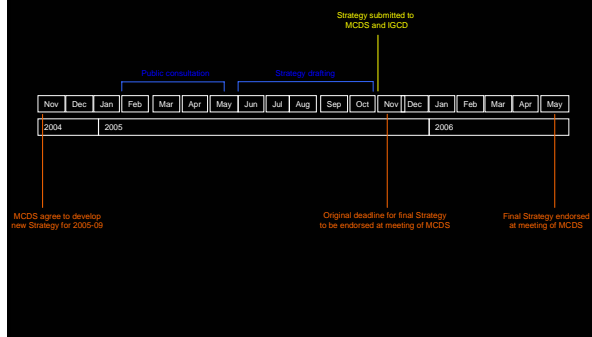 Strategy submitted to
MCDS and IGCD
Public consultation Strategy drafting
Nov Dec Jan Feb Mar Apr May Jun Jul Aug Sep Oct Nov Dec Jan Feb Mar Apr May
2004 2005 2006
MCDS agree to develop
new Strategy for 2005-09
Original deadline for final Strategy
to be endorsed at meeting of MCDS
Final Strategy endorsed
at meeting of MCDS